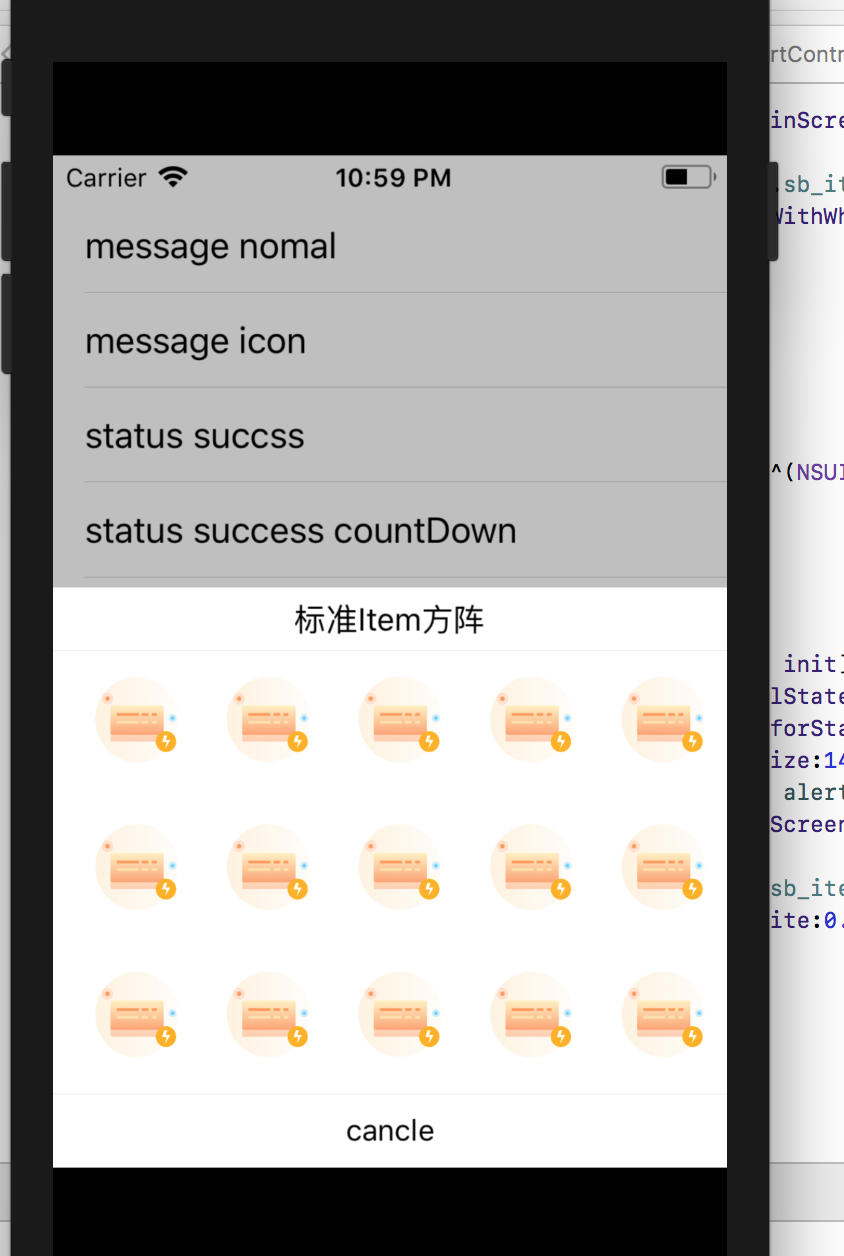 Carrier 10:59 PM
message nomal
message icon
status succss
status success countDown
标准Item方阵
cancle
rtContr
inScre
.sb_it
WithWh
^(NSUI
init]
lState
forSta
ize:14
alert
Screen
sb_ite
ite:0.